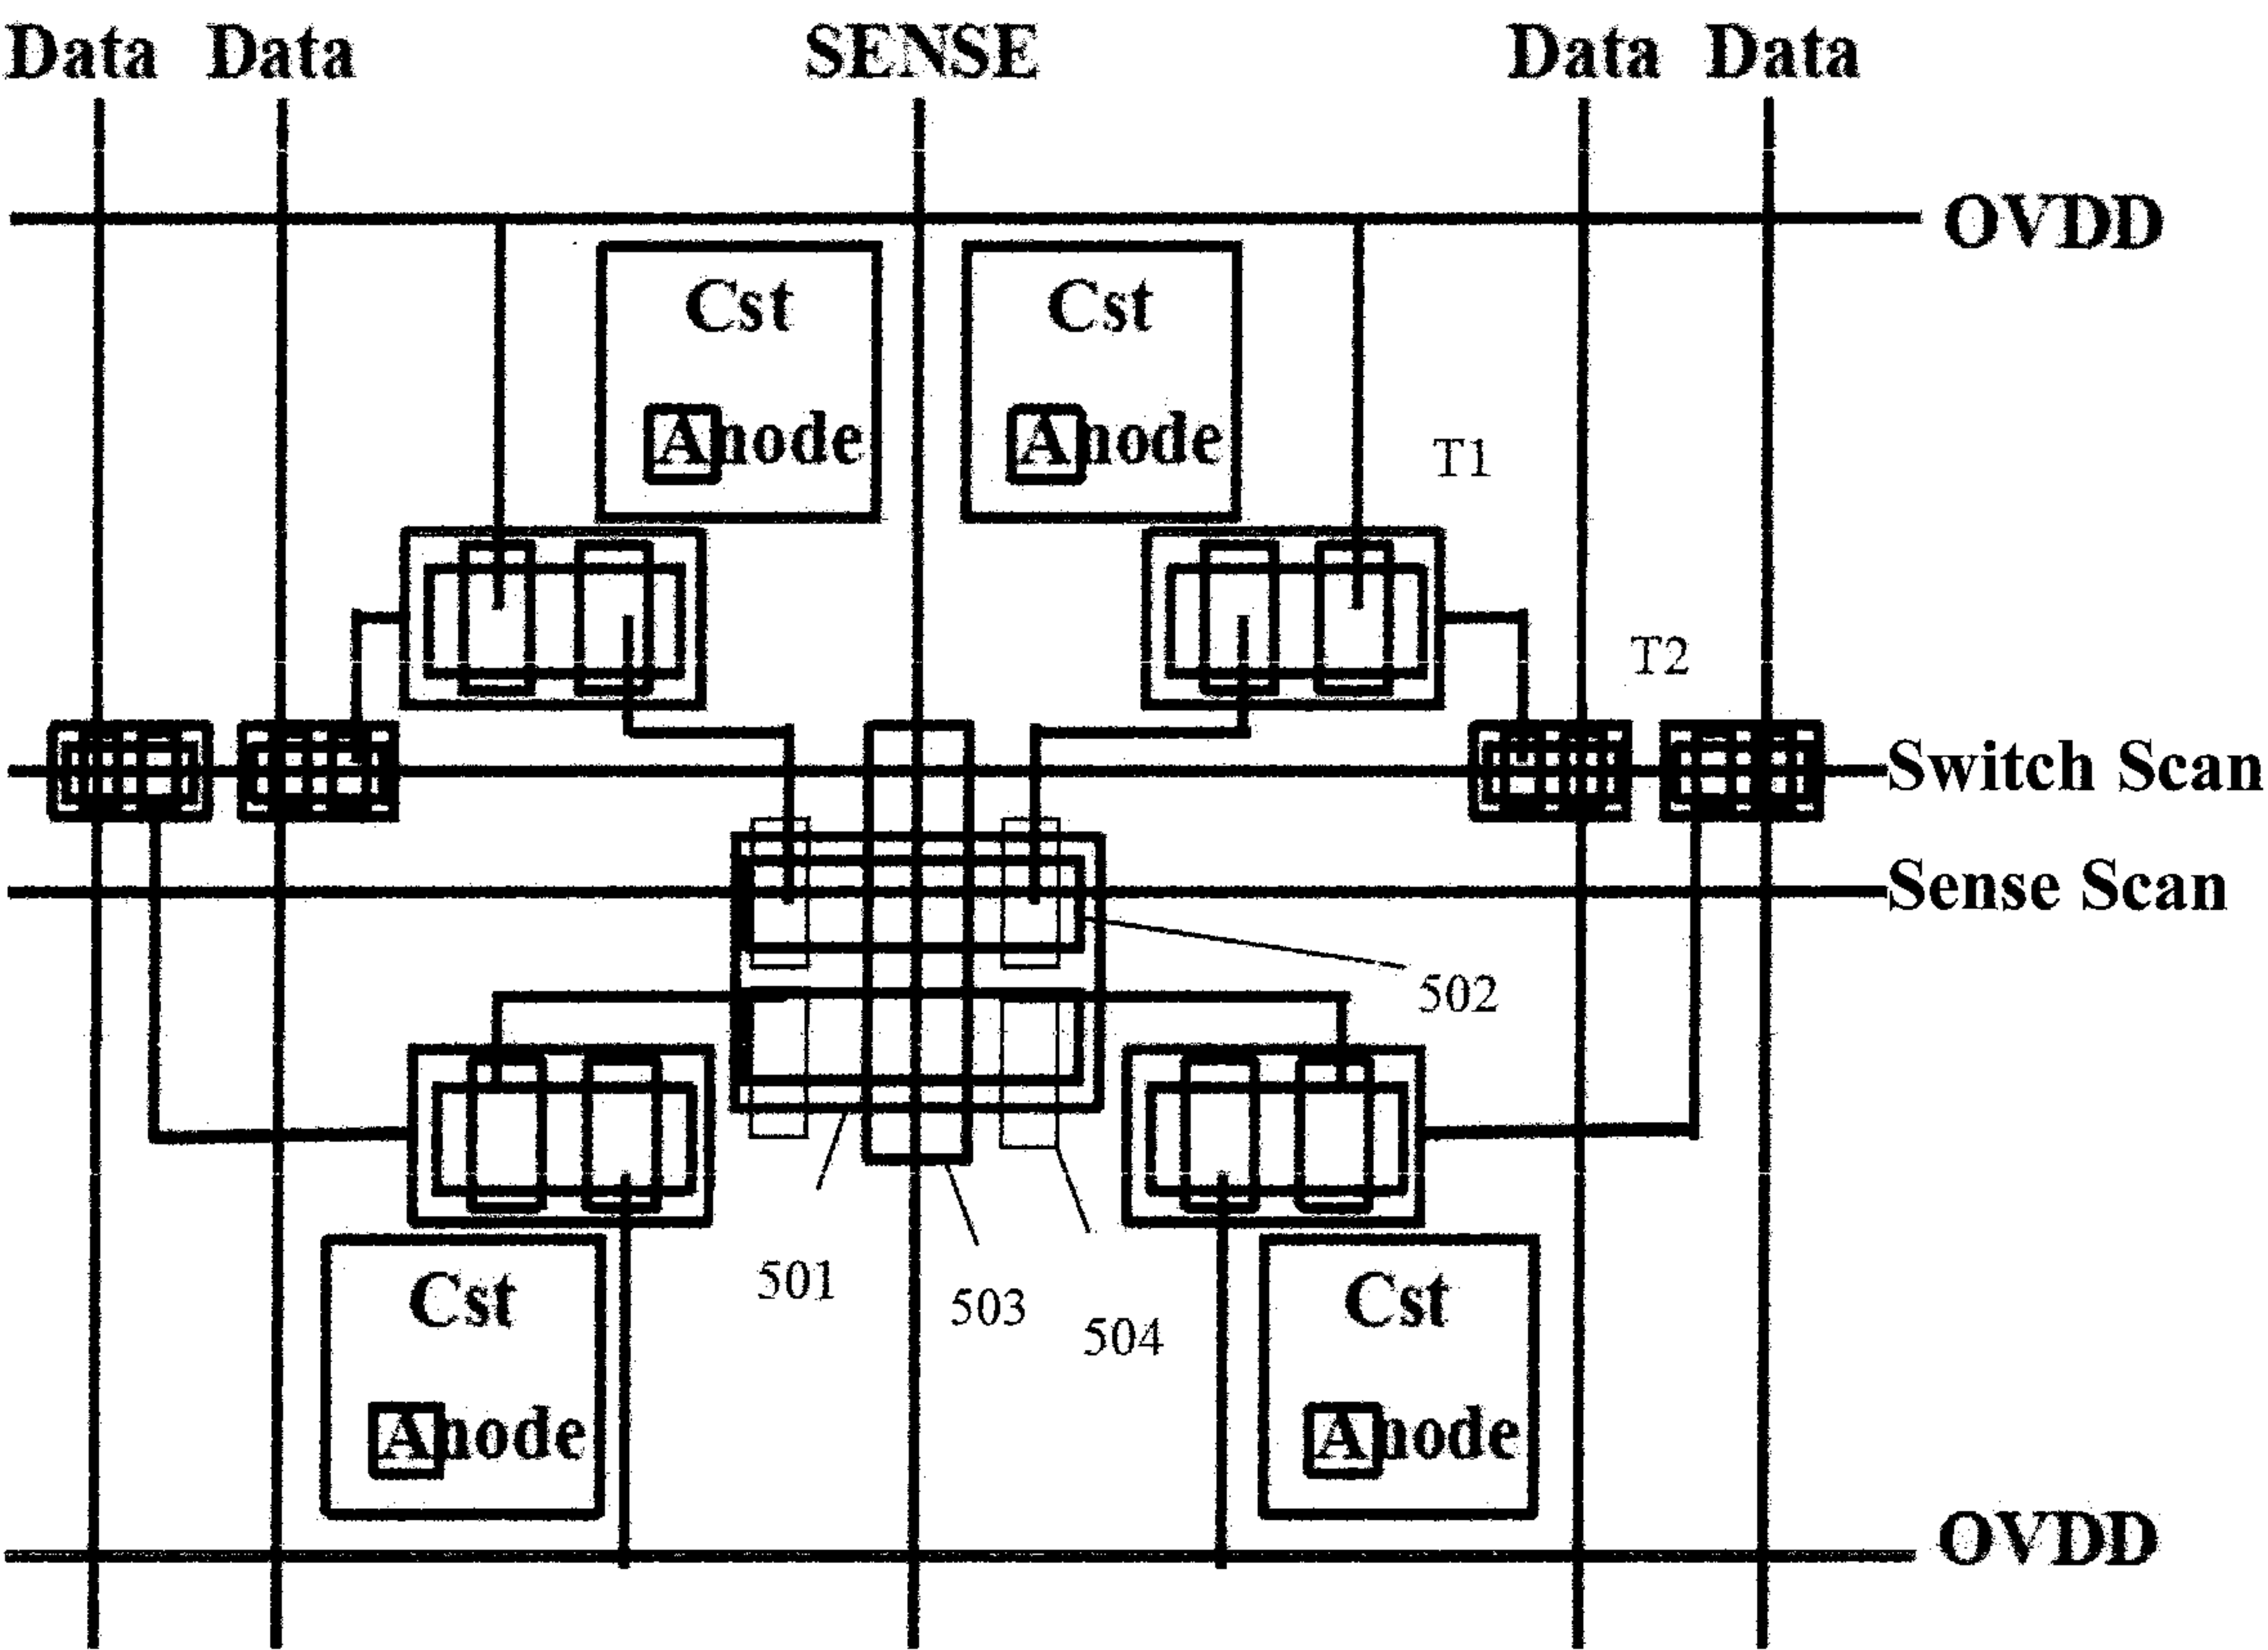 Data Data SENSE Data Data
OVDD
Cst Cst
Anode Anode
T1
T2
Switch Scan
Sense Scan
502
501 503 504
Cst Cst
Anode Anode
OVDD